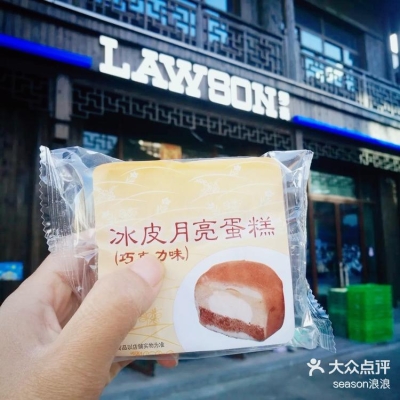 LAWSON
冰皮月亮蛋糕
(巧克力味)
大众点评
season浪浪